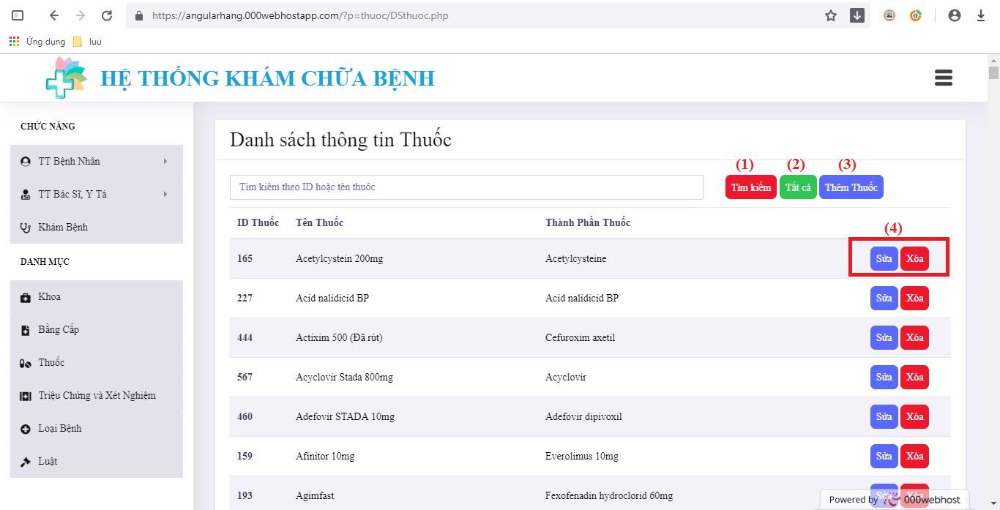 https://angularhang.000webhostapp.com/?p=thuoc/DSthuoc.php
Ứng dụng luu
HỆ THỐNG KHÁM CHỮA BỆNH
CHỨC NĂNG
TT Bệnh Nhân
TT Bác Sĩ, Y Tá
Khám Bệnh
DANH MỤC
Khoa
Bằng Cấp
Thuốc
Triệu Chứng và Xét Nghiệm
Loại Bệnh
Luật
Danh sách thông tin Thuốc
(1) (2) (3)
Tìm kiếm theo ID hoặc tên thuốc Tìm kiếm Tất cả Thêm Thuốc
ID Thuốc Tên Thuốc Thành Phần Thuốc
(4)
165 Acetylcystein 200mg Acetylcysteine Sửa Xóa
227 Acid nalidicid BP Acid nalidicid BP Sửa Xóa
444 Actixim 500 (Đã rút) Cefuroxim axetil Sửa Xóa
567 Acyclovir Stada 800mg Acyclovir Sửa Xóa
460 Adefovir STADA 10mg Adefovir dipivoxil Sửa Xóa
159 Afinitor 10mg Everolimus 10mg Sửa Xóa
193 Agimfast Fexofenadin hydroclorid 60mg Sửa Xóa
Powered by 000webhost